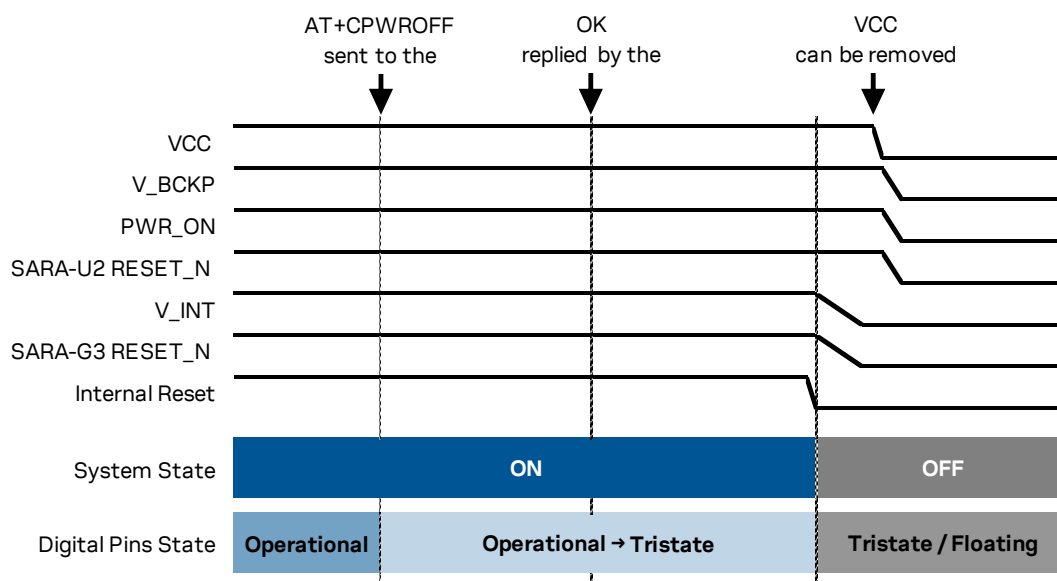 AT+CPWROFF
sent to the
OK
replied by the
VCC
can be removed
VCC
V_BCKP
PWR_ON
SARA-U2 RESET_N
V_INT
SARA-G3 RESET_N
Internal Reset
System State
ON
OFF
Digital Pins State
Operational
Operational → Tristate
Tristate / Floating